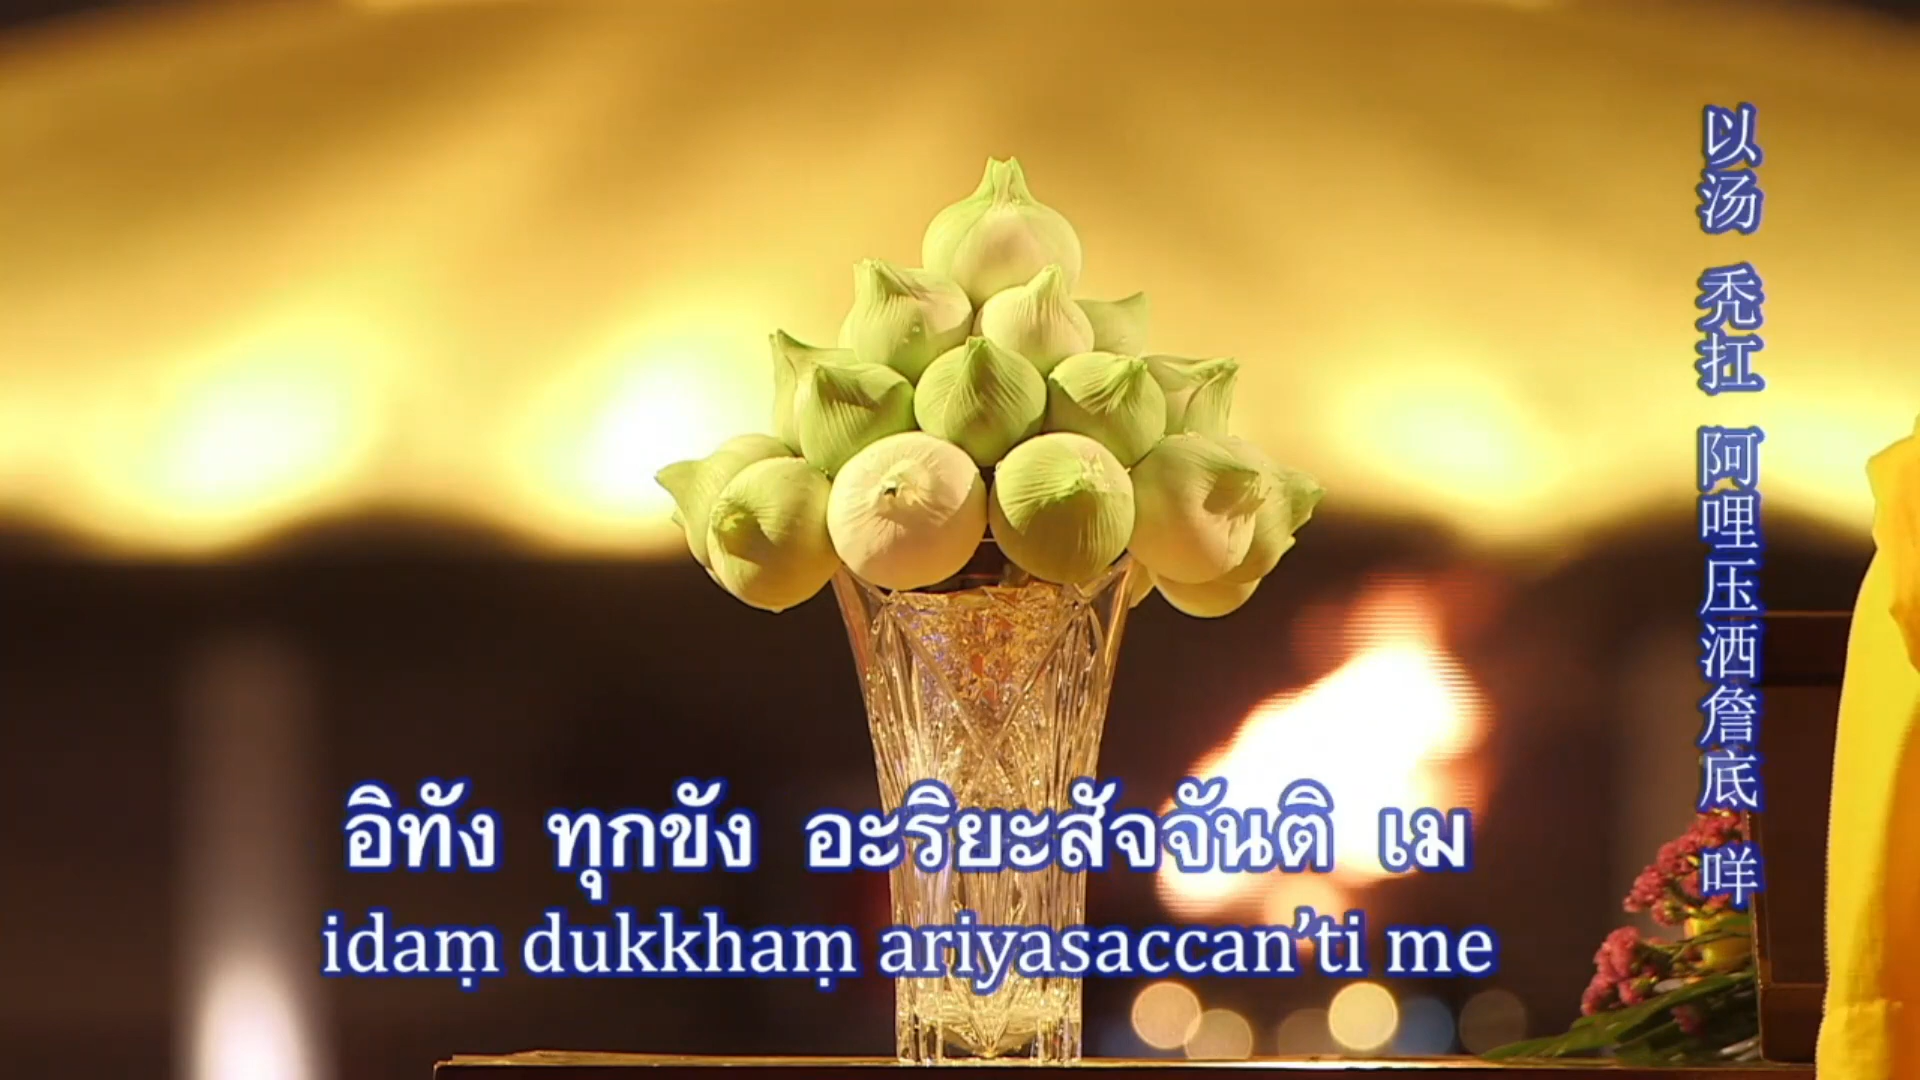 以汤 秃扛 阿哩压洒詹底 咩
อิทัง ทุกขัง อะริยะสัจจันติ เม
idaṃ dukkhaṃ ariyasaccan’ti me